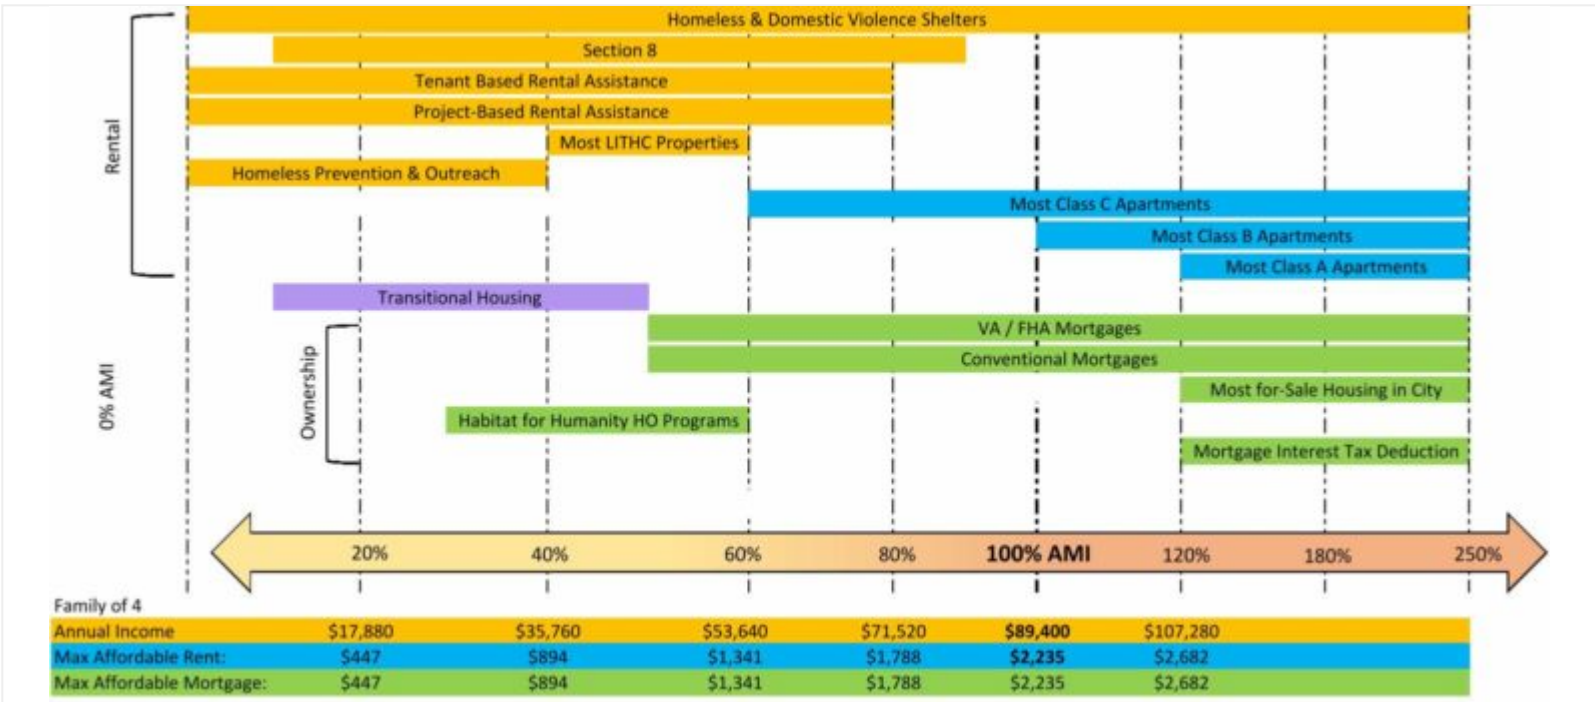 Homeless & Domestic Violence Shelters
Section 8
Tenant Based Rental Assistance
Project-Based Rental Assistance
Most LITHC Properties
Homeless Prevention & Outreach
Rental
Most Class C Apartments
Most Class B Apartments
Most Class A Apartments
Transitional Housing
VA / FHA Mortgages
Conventional Mortgages
Most for-Sale Housing in City
Ownership
0% AMI
Habitat for Humanity HO Programs
Mortgage Interest Tax Deduction
20% 40% 60% 80% 100% AMI 120% 180% 250%
Family of 4
Annual Income $17,880 $35,760 $53,640 $71,520 $89,400 $107,280
Max Affordable Rent: $447 $894 $1,341 $1,788 $2,235 $2,682
Max Affordable Mortgage: $447 $894 $1,341 $1,788 $2,235 $2,682